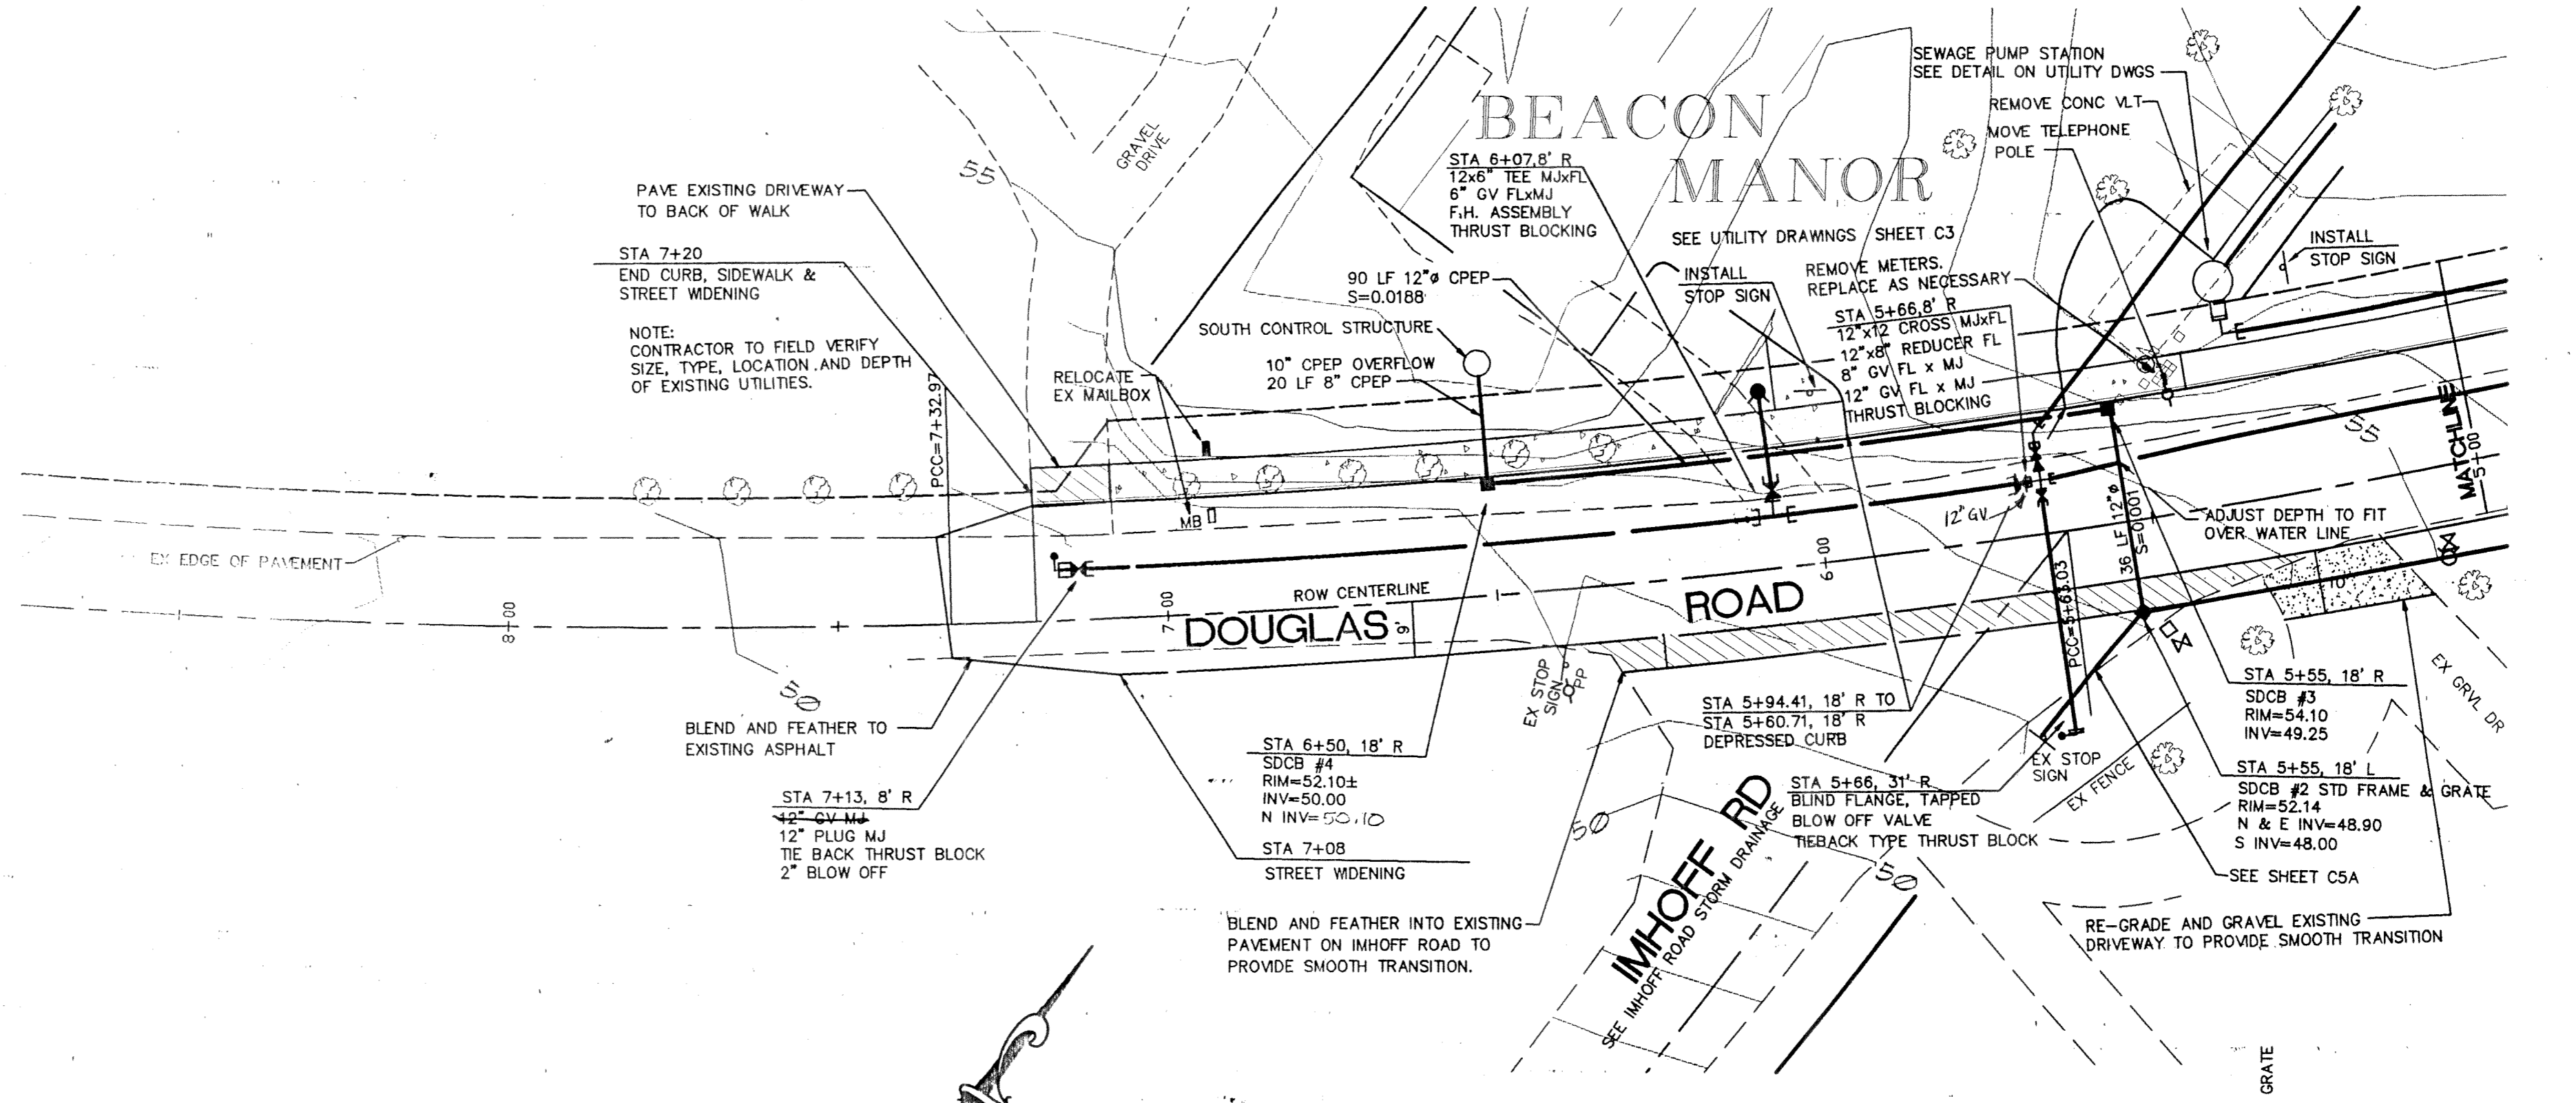 BEACON
MANOR
SEWAGE PUMP STATION
SEE DETAIL ON UTILITY DWGS
REMOVE CONC VLT
MOVE TELEPHONE
POLE
GRAVEL
DRIVE
55
PAVE EXISTING DRIVEWAY
TO BACK OF WALK
STA 7+20
END CURB, SIDEWALK &
STREET WIDENING
NOTE:
CONTRACTOR TO FIELD VERIFY
SIZE, TYPE, LOCATION AND DEPTH
OF EXISTING UTILITIES.
PCC=7+32.97
RELOCATE
EX MAILBOX
STA 6+07,8' R
12x6" TEE MJxFL
6" GV FLxMJ
F.H. ASSEMBLY
THRUST BLOCKING
SEE UTILITY DRAWINGS SHEET C3
90 LF 12"ø CPEP
S=0.0188
SOUTH CONTROL STRUCTURE
10" CPEP OVERFLOW
20 LF 8" CPEP
INSTALL
STOP SIGN
REMOVE METERS.
REPLACE AS NECESSARY
STA 5+66,8' R
12"x12 CROSS MJxFL
12"x8" REDUCER FL
8" GV FL x MJ
12" GV FL x MJ
THRUST BLOCKING
INSTALL
STOP SIGN
MATCHLINE
5+00
55
MB
12" GV
36 LF 12"ø
S=0.001
ADJUST DEPTH TO FIT
OVER WATER LINE
EX EDGE OF PAVEMENT
8+00
7+00
6+00
ROW CENTERLINE
DOUGLAS
ROAD
9'
10'
PCC=5+63.03
50
EX STOP
SIGN
PP
BLEND AND FEATHER TO
EXISTING ASPHALT
STA 7+13, 8' R
12" GV MJ
12" PLUG MJ
TIE BACK THRUST BLOCK
2" BLOW OFF
STA 6+50, 18' R
SDCB #4
RIM=52.10±
INV=50.00
N INV=50.10
STA 7+08
STREET WIDENING
BLEND AND FEATHER INTO EXISTING
PAVEMENT ON IMHOFF ROAD TO
PROVIDE SMOOTH TRANSITION.
50
IMHOFF RD
SEE IMHOFF ROAD STORM DRAINAGE
STA 5+94.41, 18' R TO
STA 5+60.71, 18' R
DEPRESSED CURB
STA 5+66, 31' R
BLIND FLANGE, TAPPED
BLOW OFF VALVE
TIEBACK TYPE THRUST BLOCK
50
EX STOP
SIGN
EX FENCE
EX GRVL DR
STA 5+55, 18' R
SDCB #3
RIM=54.10
INV=49.25
STA 5+55, 18' L
SDCB #2 STD FRAME & GRATE
RIM=52.14
N & E INV=48.90
S INV=48.00
SEE SHEET C5A
RE-GRADE AND GRAVEL EXISTING
DRIVEWAY TO PROVIDE SMOOTH TRANSITION
GRATE